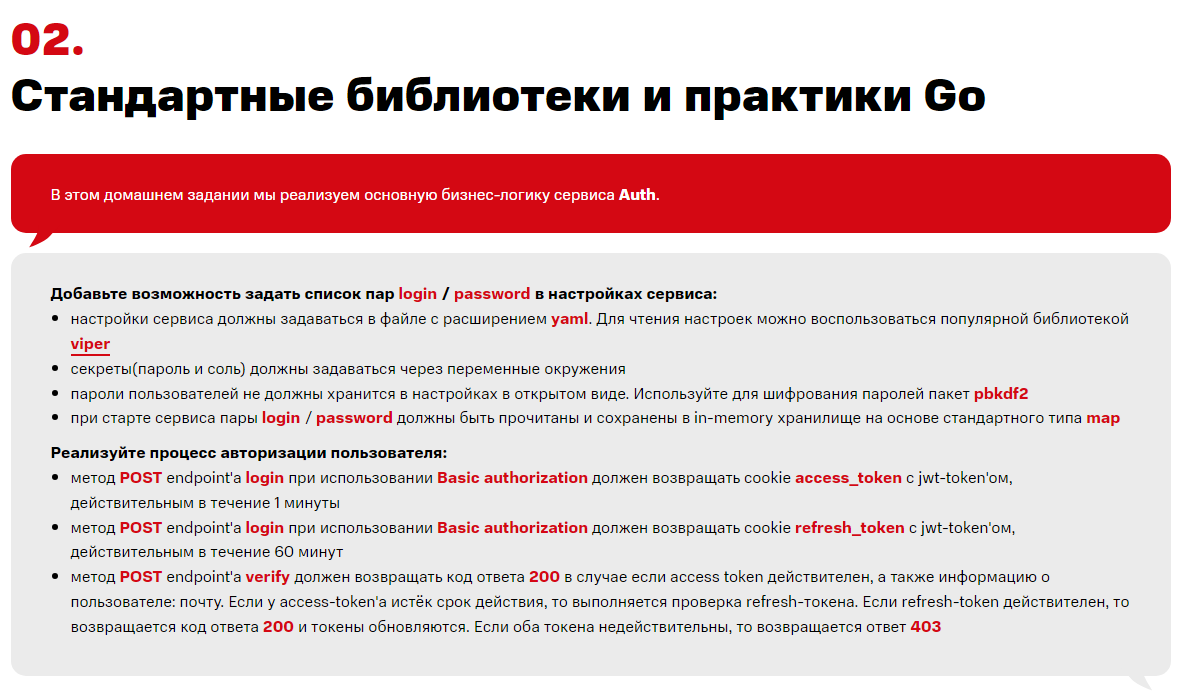 02.
Стандартные библиотеки и практики Go
В этом домашнем задании мы реализуем основную бизнес-логику сервиса Auth.
Добавьте возможность задать список пар login / password в настройках сервиса:
настройки сервиса должны задаваться в файле с расширением yaml. Для чтения настроек можно воспользоваться популярной библиотекой
viper
секреты(пароль и соль) должны задаваться через переменные окружения
пароли пользователей не должны хранится в настройках в открытом виде. Используйте для шифрования паролей пакет pbkdf2
при старте сервиса пары login / password должны быть прочитаны и сохранены в in-memory хранилище на основе стандартного типа map
Реализуйте процесс авторизации пользователя:
метод POST endpoint'а login при использовании Basic authorization должен возвращать cookie access_token с jwt-token'ом,
действительным в течение 1 минуты
метод POST endpoint'а login при использовании Basic authorization должен возвращать cookie refresh_token с jwt-token'ом,
действительным в течение 60 минут
метод POST endpoint'а verify должен возвращать код ответа 200 в случае если access token действителен, а также информацию о
пользователе: почту. Если у access-token'а истёк срок действия, то выполняется проверка refresh-токена. Если refresh-token действителен, то
возвращается код ответа 200 и токены обновляются. Если оба токена недействительны, то возвращается ответ 403